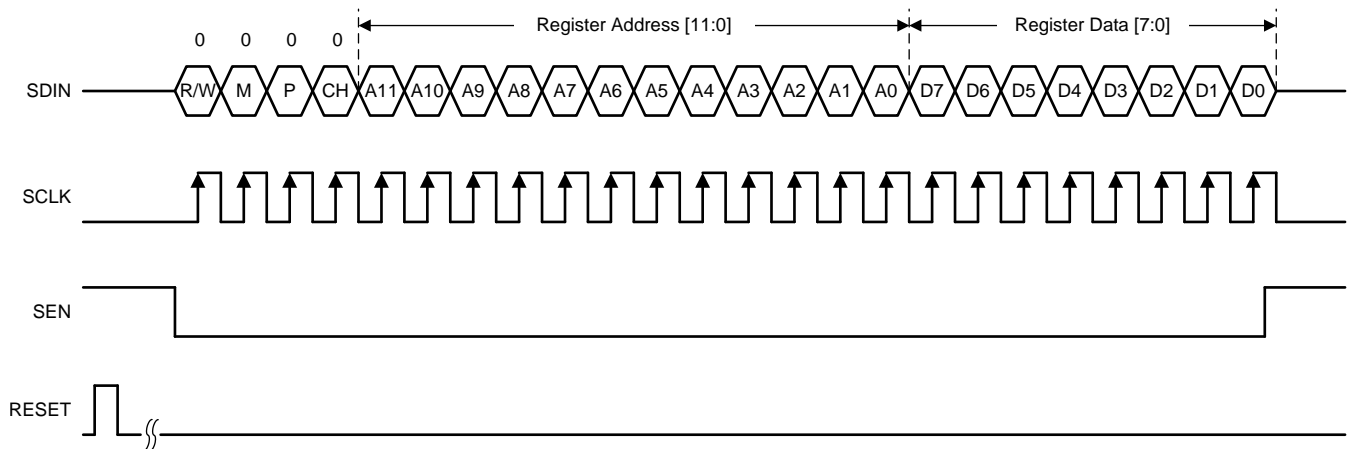 Register Address [11:0] Register Data [7:0]
0 0 0 0
SDIN R/W M P CH A11 A10 A9 A8 A7 A6 A5 A4 A3 A2 A1 A0 D7 D6 D5 D4 D3 D2 D1 D0
SCLK
SEN
RESET